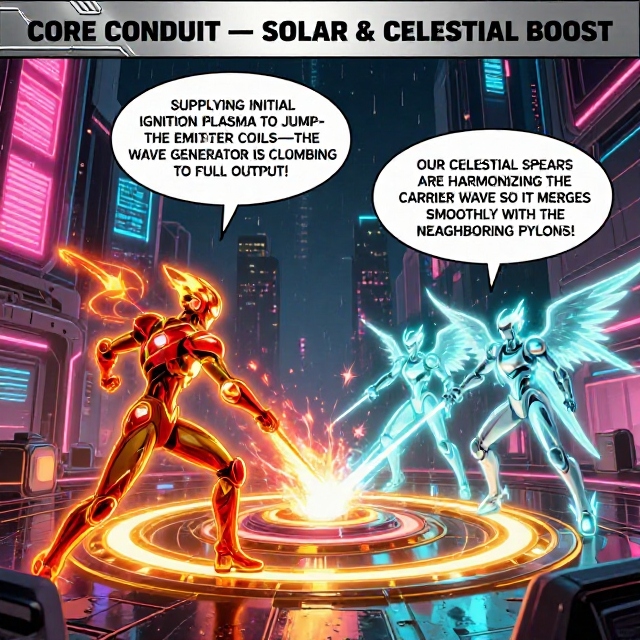 CORE CONDUIT — SOLAR & CELESTIAL BOOST
SUPPLYING INITIAL
IGNITION PLASMA TO JUMP-
THE EMITTER COILS—THE
WAVE GENERATOR IS CLOMBING
TO FULL OUTPUT!
OUR CELESTIAL SPEARS
ARE HARMONIZING THE
CARRIER WAVE SO IT MERGES
SMOOTHLY WITH THE
NEAGHBORING PYLONS!